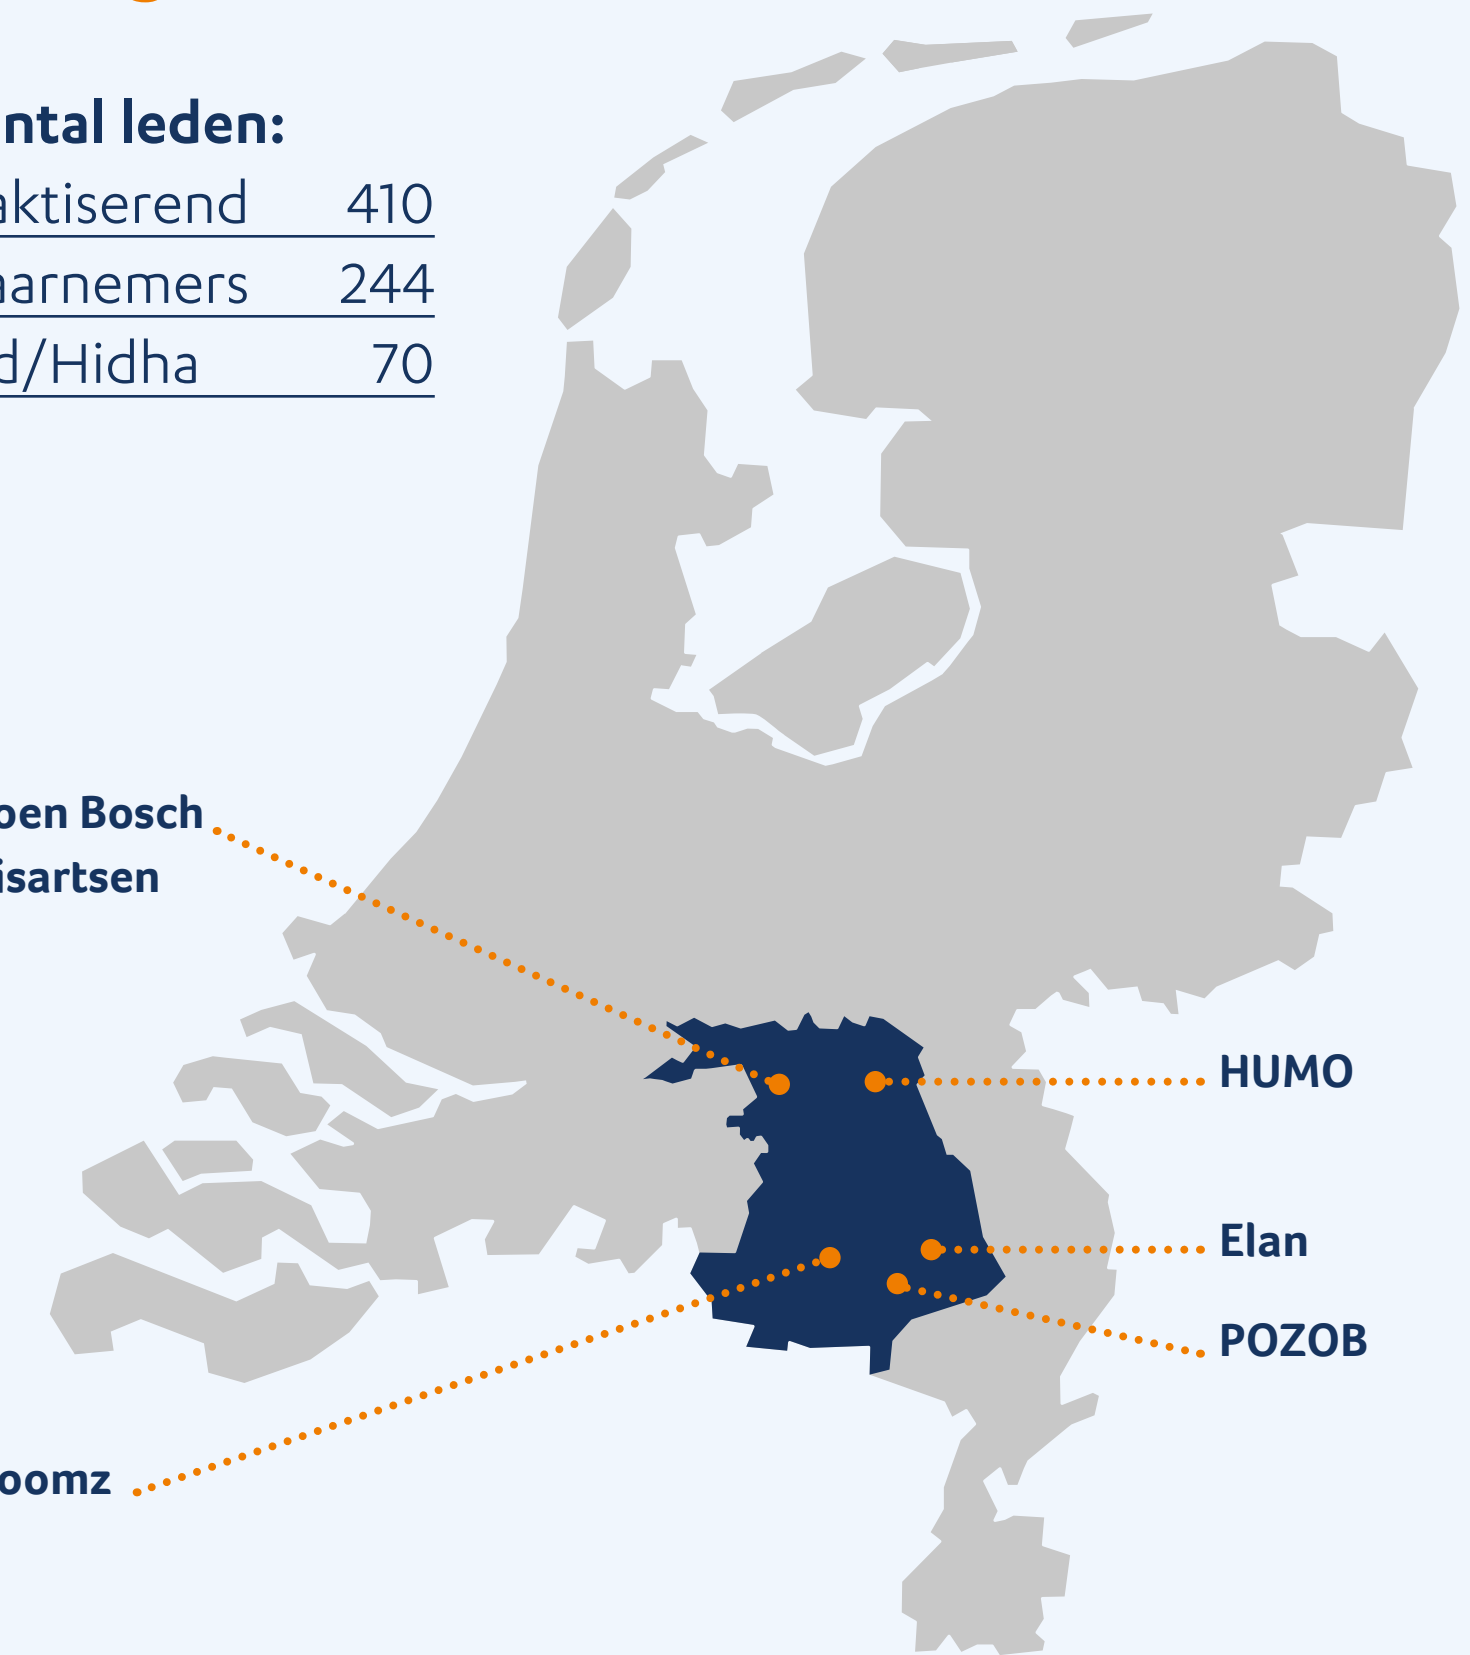 ntal leden:
aktiserend 410
aarnemers 244
d/Hidha 70
oen Bosch
isartsen
HUMO
Elan
POZOB
oomz